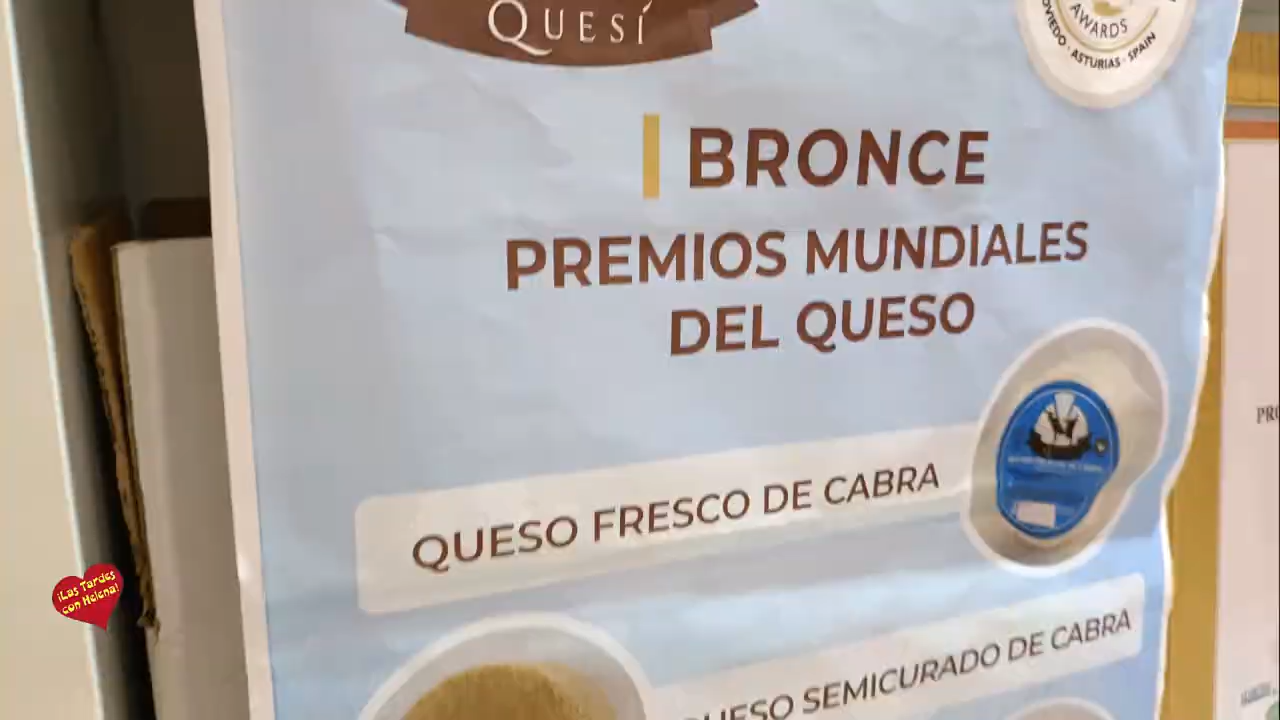 QUESÍ
AWARDS
OVIEDO · ASTURIAS · SPAIN
BRONCE
PREMIOS MUNDIALES
DEL QUESO
QUESO FRESCO DE CABRA
QUESO SEMICURADO DE CABRA
¡Las Tardes
con Helena!